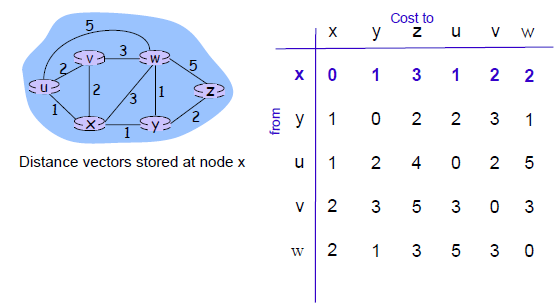 5
v 3 w
2 5
u 2 3 1 z
1 2
x 1 y
Distance vectors stored at node x
Cost to
x y z u v w
from
x 0 1 3 1 2 2
y 1 0 2 2 3 1
u 1 2 4 0 2 5
v 2 3 5 3 0 3
w 2 1 3 5 3 0